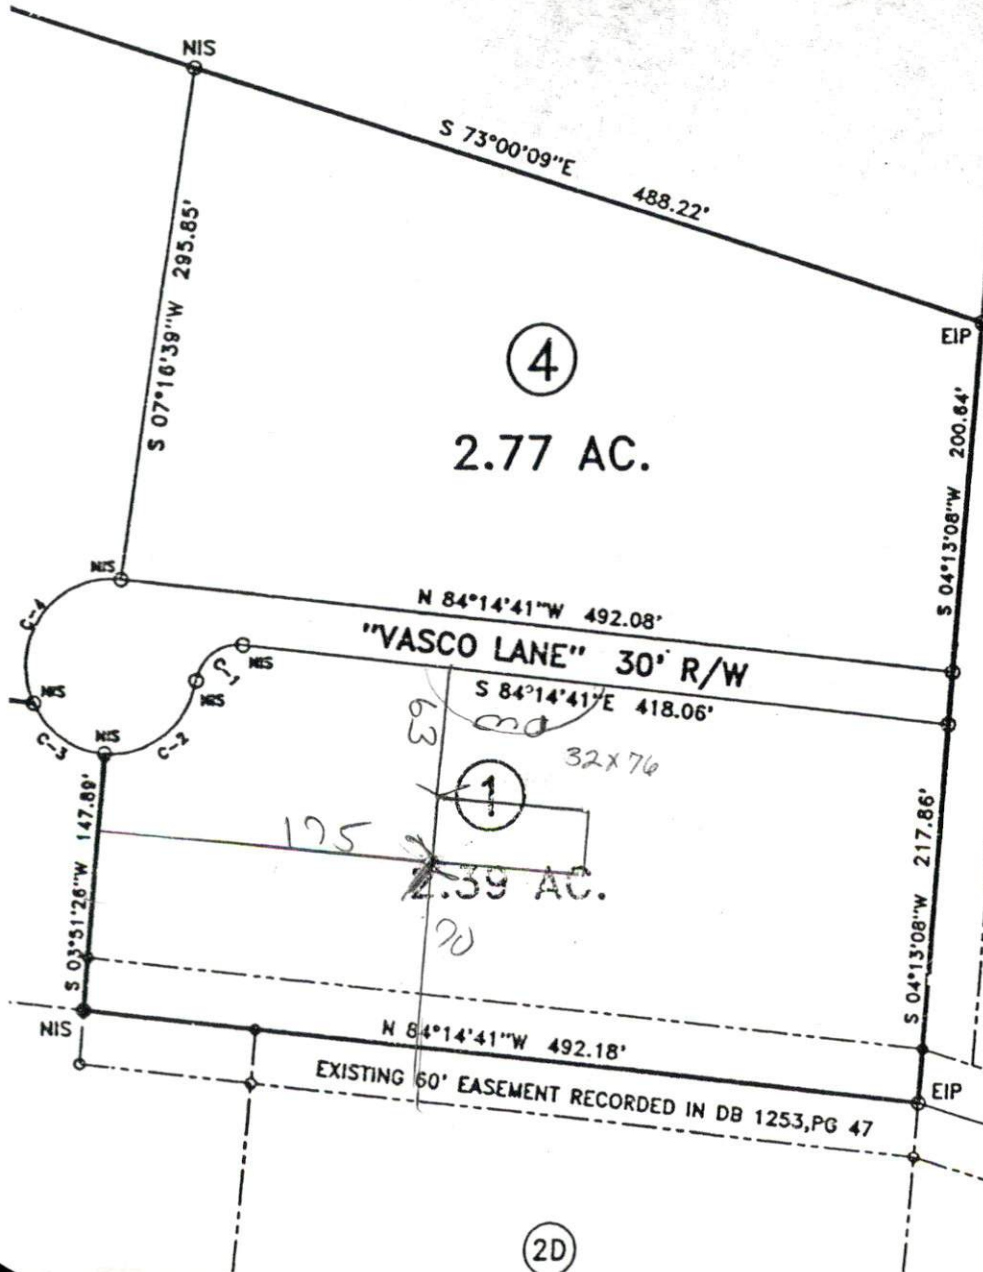 NIS
S 73°00'09"E 488.22'
S 07°16'39"W 295.85'
EIP
4
2.77 AC.
S 04°13'08"W 200.64'
NIS
N 84°14'41"W 492.08'
C-4
"VASCO LANE" 30' R/W
NIS
C-1
S 84°14'41"E 418.06'
NIS
NIS
63
NIS
C-3
C-2
32x76
1
S 03°51'26"W 147.89'
175
2.39 AC.
S 04°13'08"W 217.86'
NIS
N 84°14'41"W 492.18'
EIP
EXISTING 60' EASEMENT RECORDED IN DB 1253,PG 47
2D